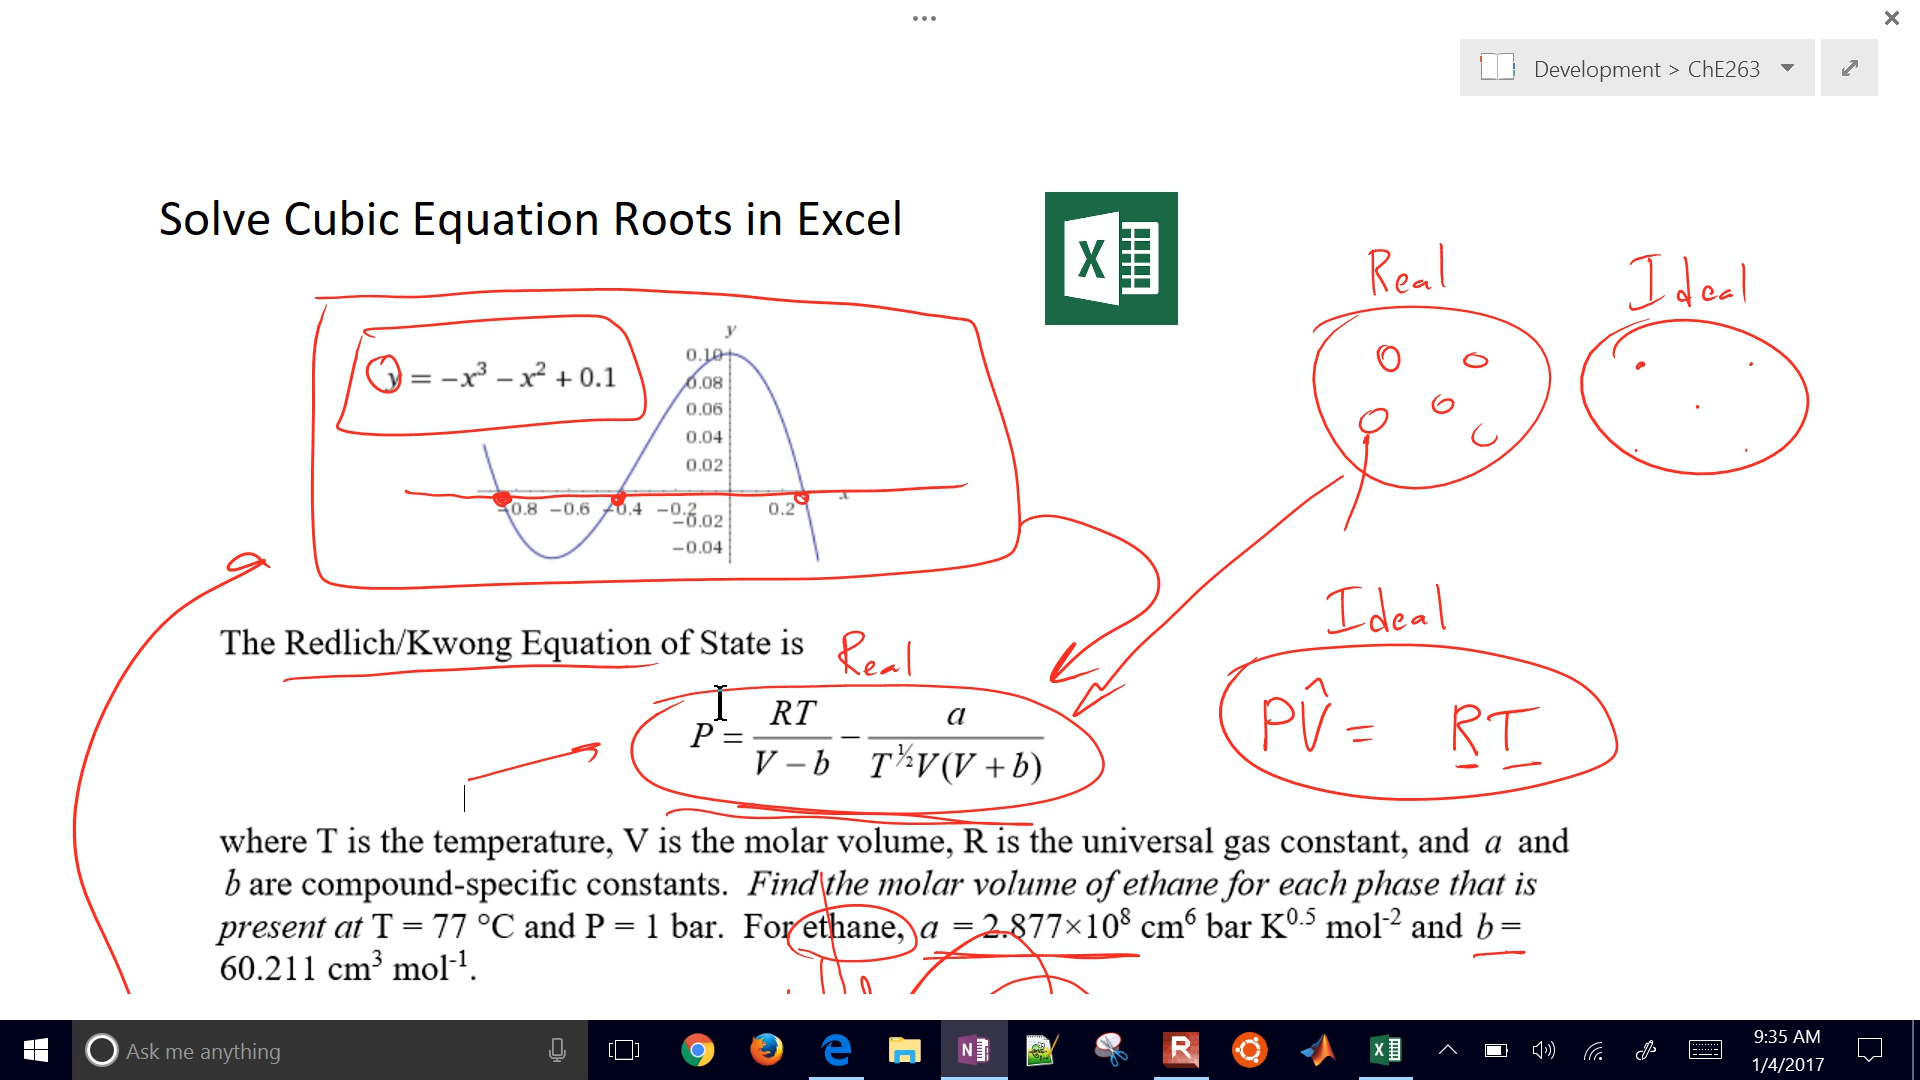 Development > ChE263
Solve Cubic Equation Roots in Excel
X
Real
Ideal
y = −x³ − x² + 0.1
y
0.10
0.08
0.06
0.04
0.02
x
−0.8 −0.6 −0.4 −0.2 0.2
−0.02
−0.04
Ideal
PV̂ = RT
The Redlich/Kwong Equation of State is
Real
P = RT / (V − b) − a / (T^½ V(V + b))
where T is the temperature, V is the molar volume, R is the universal gas constant, and a and
b are compound-specific constants. Find the molar volume of ethane for each phase that is
present at T = 77 °C and P = 1 bar. For ethane, a = 2.877×10⁸ cm⁶ bar K⁰·⁵ mol⁻² and b =
60.211 cm³ mol⁻¹.
Ask me anything
N
R
X
9:35 AM
1/4/2017